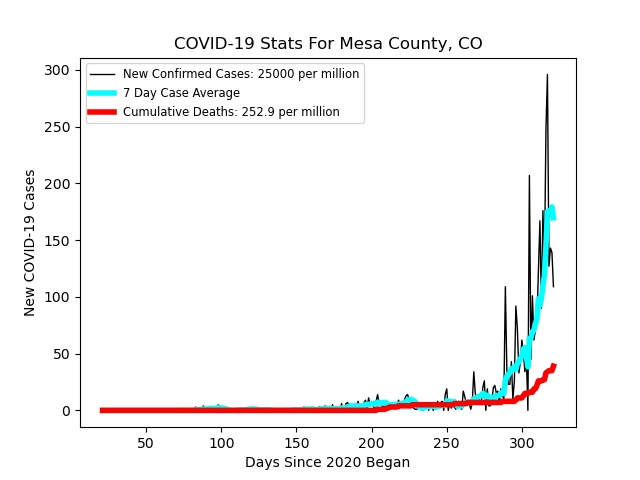 COVID-19 Stats For Mesa County, CO
New Confirmed Cases: 25000 per million
7 Day Case Average
Cumulative Deaths: 252.9 per million
New COVID-19 Cases
300
250
200
150
100
50
0
50 100 150 200 250 300
Days Since 2020 Began